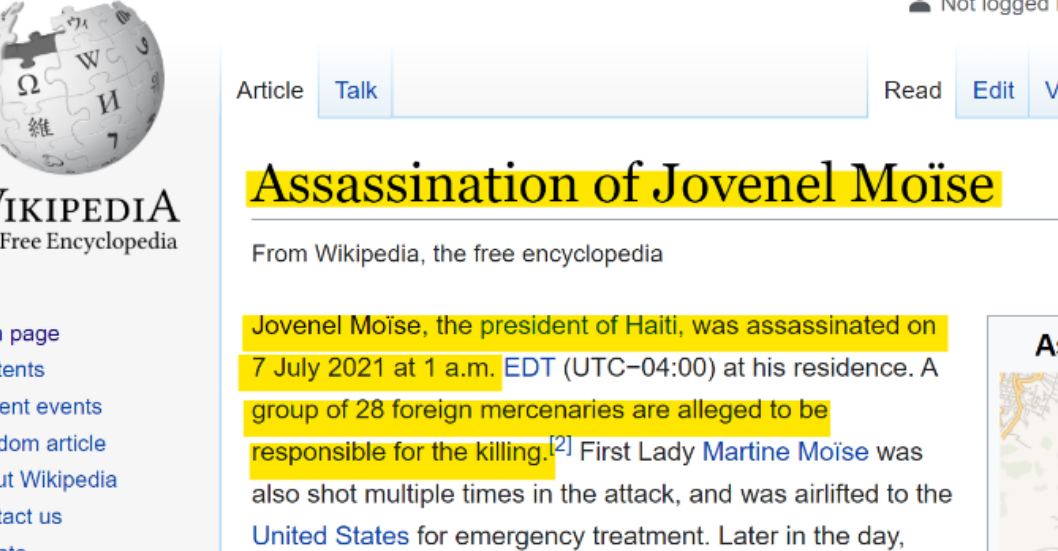 Not logged
Article Talk Read Edit V
Assassination of Jovenel Moïse
WIKIPEDIA
Free Encyclopedia
From Wikipedia, the free encyclopedia
page
Jovenel Moïse, the president of Haiti, was assassinated on
7 July 2021 at 1 a.m. EDT (UTC−04:00) at his residence. A
group of 28 foreign mercenaries are alleged to be
responsible for the killing.[2] First Lady Martine Moïse was
also shot multiple times in the attack, and was airlifted to the
United States for emergency treatment. Later in the day,
tents
ent events
dom article
ut Wikipedia
tact us
As